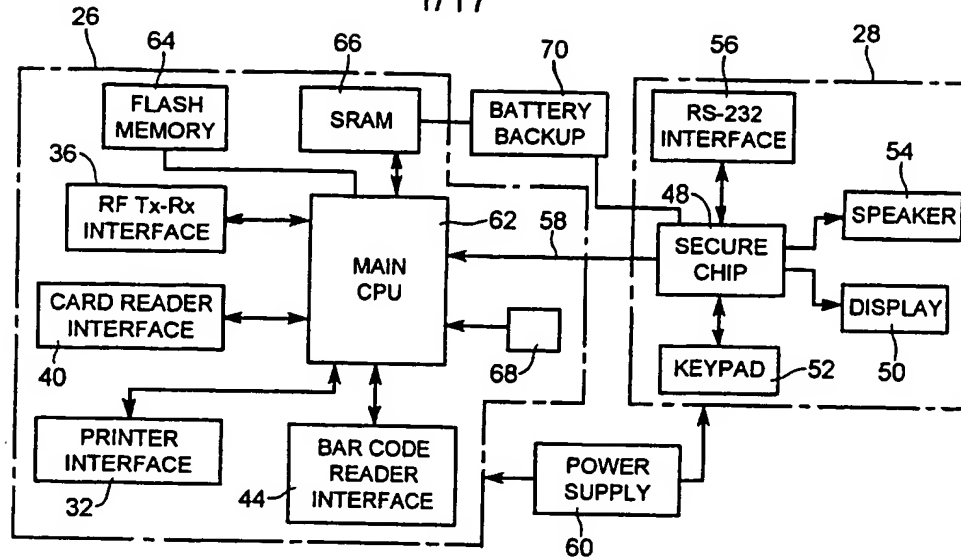 1/17
26
64
66
70
56
28
FLASH
MEMORY
SRAM
BATTERY
BACKUP
RS-232
INTERFACE
54
36
48
SPEAKER
RF Tx-Rx
INTERFACE
62
58
SECURE
CHIP
MAIN
CPU
CARD READER
INTERFACE
DISPLAY
40
68
KEYPAD
52
50
PRINTER
INTERFACE
BAR CODE
READER
INTERFACE
POWER
SUPPLY
32
44
60